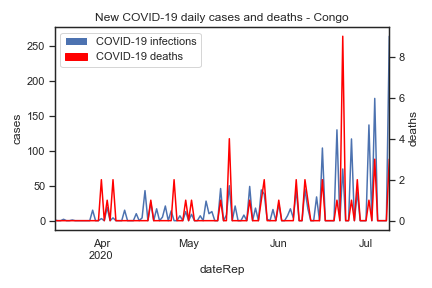 New COVID-19 daily cases and deaths - Congo
COVID-19 infections
COVID-19 deaths
250
200
150
100
50
0
cases
8
6
4
2
0
deaths
Apr
2020
May
Jun
Jul
dateRep